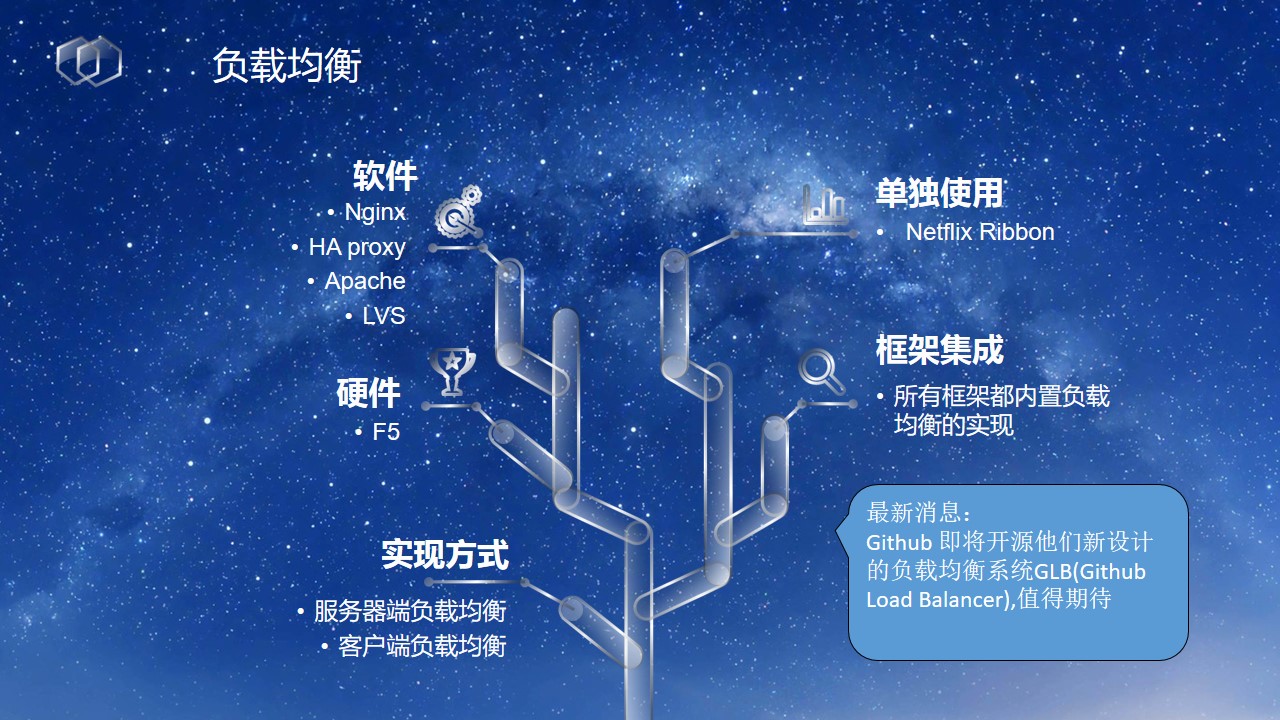 负载均衡
软件
• Nginx
• HA proxy
• Apache
• LVS
硬件
• F5
实现方式
• 服务器端负载均衡
• 客户端负载均衡
单独使用
• Netflix Ribbon
框架集成
• 所有框架都内置负载
均衡的实现
最新消息：
Github 即将开源他们新设计
的负载均衡系统GLB(Github
Load Balancer),值得期待